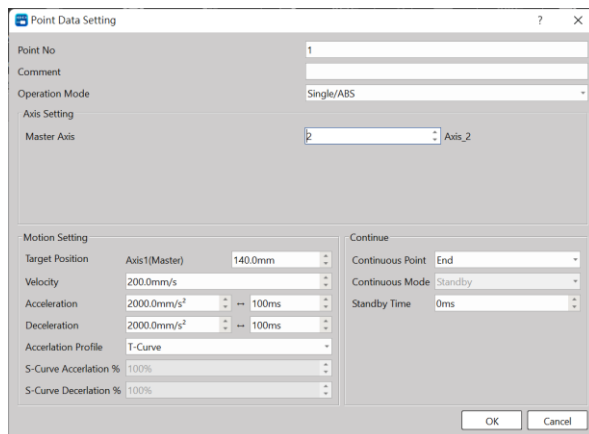 Point Data Setting ? ×
Point No 1
Comment
Operation Mode Single/ABS
Axis Setting
Master Axis 2 Axis_2
Motion Setting
Target Position Axis1(Master) 140.0mm
Velocity 200.0mm/s
Acceleration 2000.0mm/s² ↔ 100ms
Deceleration 2000.0mm/s² ↔ 100ms
Accerlation Profile T-Curve
S-Curve Accerlation % 100%
S-Curve Decerlation % 100%
Continue
Continuous Point End
Continuous Mode Standby
Standby Time 0ms
OK Cancel